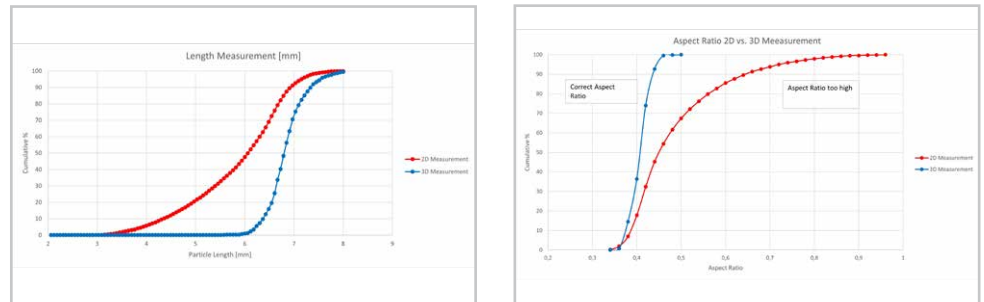 Length Measurement [mm]
100
90
80
70
60
50
40
30
20
10
0
Cumulative %
2 3 4 5 6 7 8 9
Particle Length [mm]
2D Measurement
3D Measurement
Aspect Ratio 2D vs. 3D Meeasurement
100
90
80
70
60
50
40
30
20
10
0
Cumulative %
Correct Aspect
Ratio
Aspect Ratio too high
0,2 0,3 0,4 0,5 0,6 0,7 0,8 0,9 1
Aspect Ratio
2D Measurement
3D Measurement